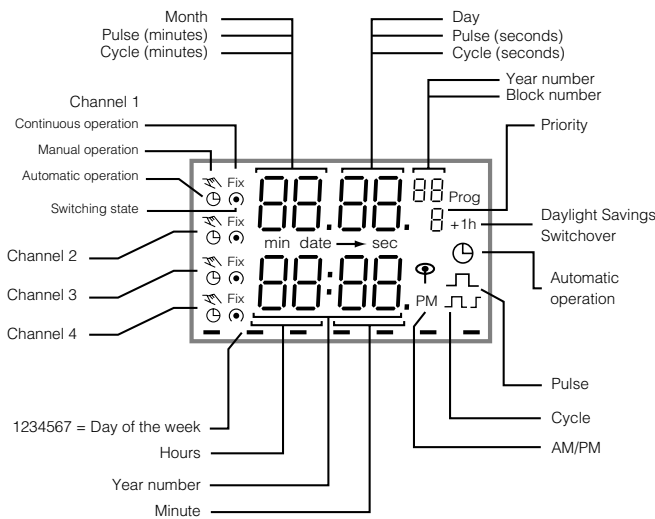 Month
Pulse (minutes)
Cycle (minutes)
Day
Pulse (seconds)
Cycle (seconds)
Year number
Block number
Priority
Channel 1
Continuous operation
Manual operation
Automatic operation
Switching state
Fix
88.88.
88
Prog
8
+1h
Daylight Savings
Switchover
Fix
min date → sec
Channel 2
Fix
88:88.
PM
Automatic
operation
Channel 3
Fix
Channel 4
Pulse
1234567 = Day of the week
Cycle
Hours
AM/PM
Year number
Minute